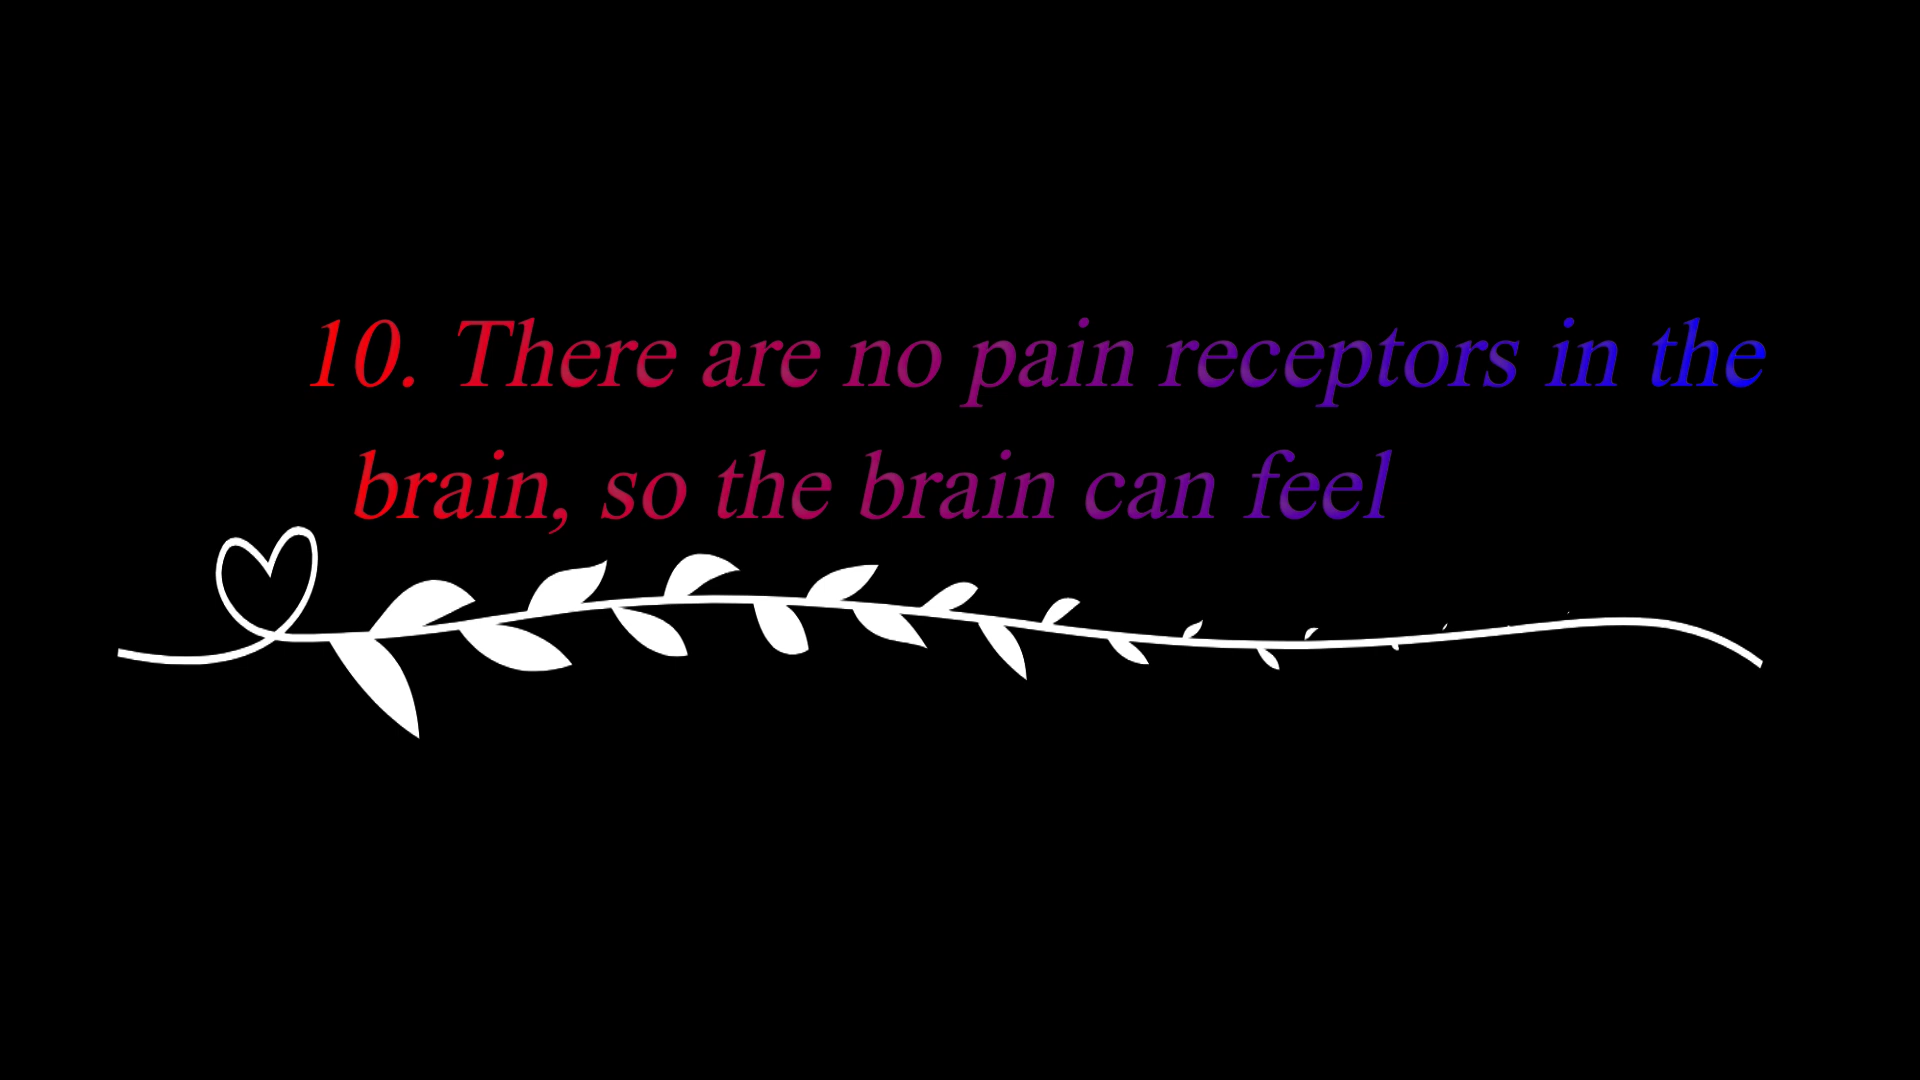 10. There are no pain receptors in the
brain, so the brain can feel